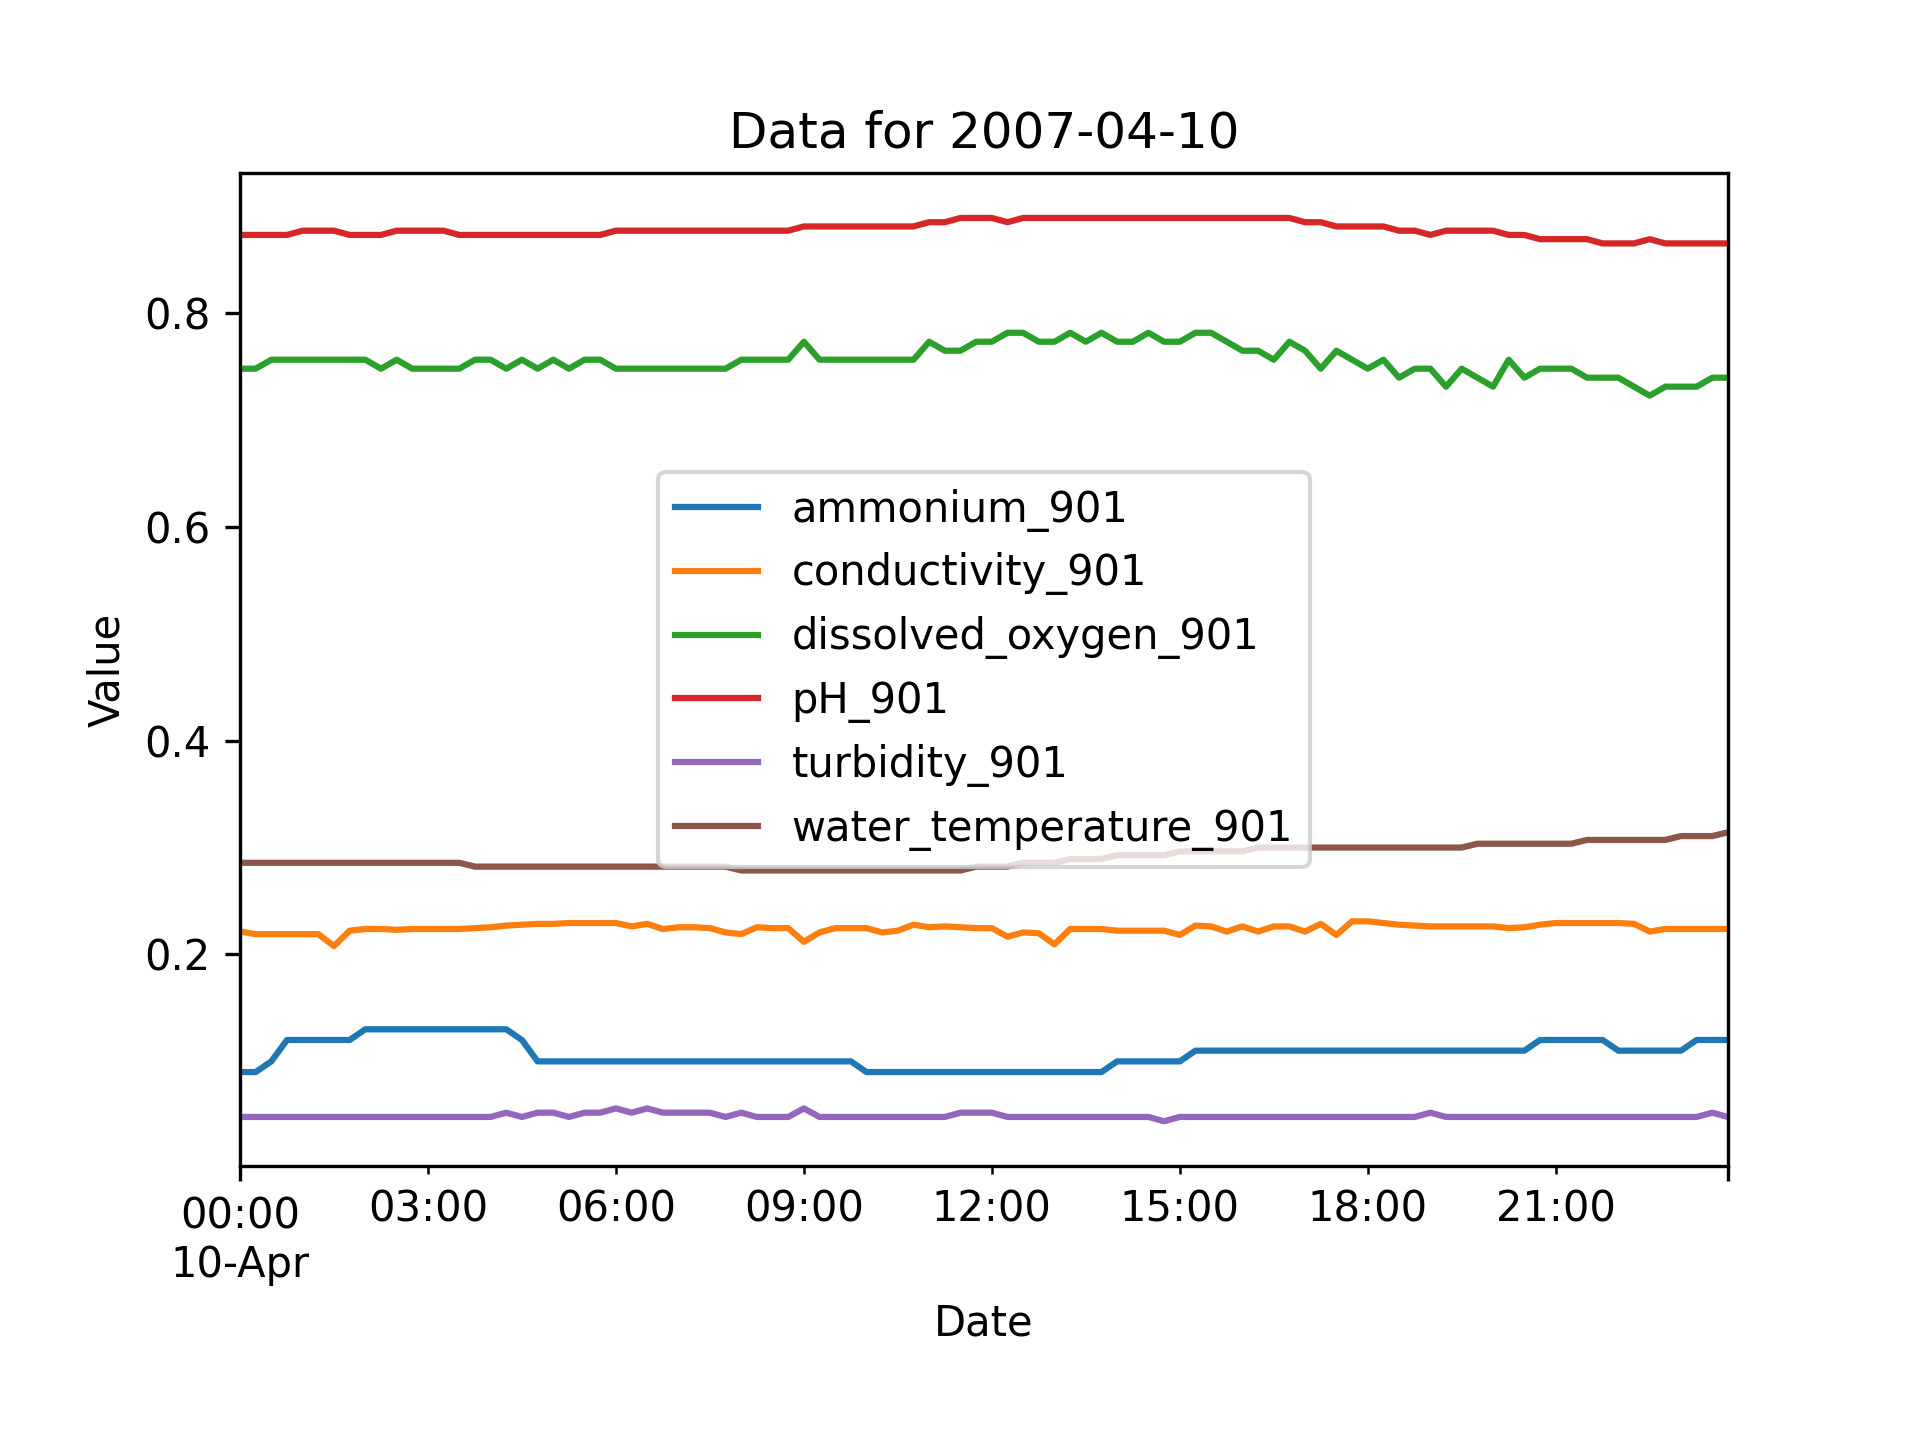 Data for 2007-04-10
Value
0.8
0.6
0.4
0.2
ammonium_901
conductivity_901
dissolved_oxygen_901
pH_901
turbidity_901
water_temperature_901
00:00 03:00 06:00 09:00 12:00 15:00 18:00 21:00
10-Apr
Date